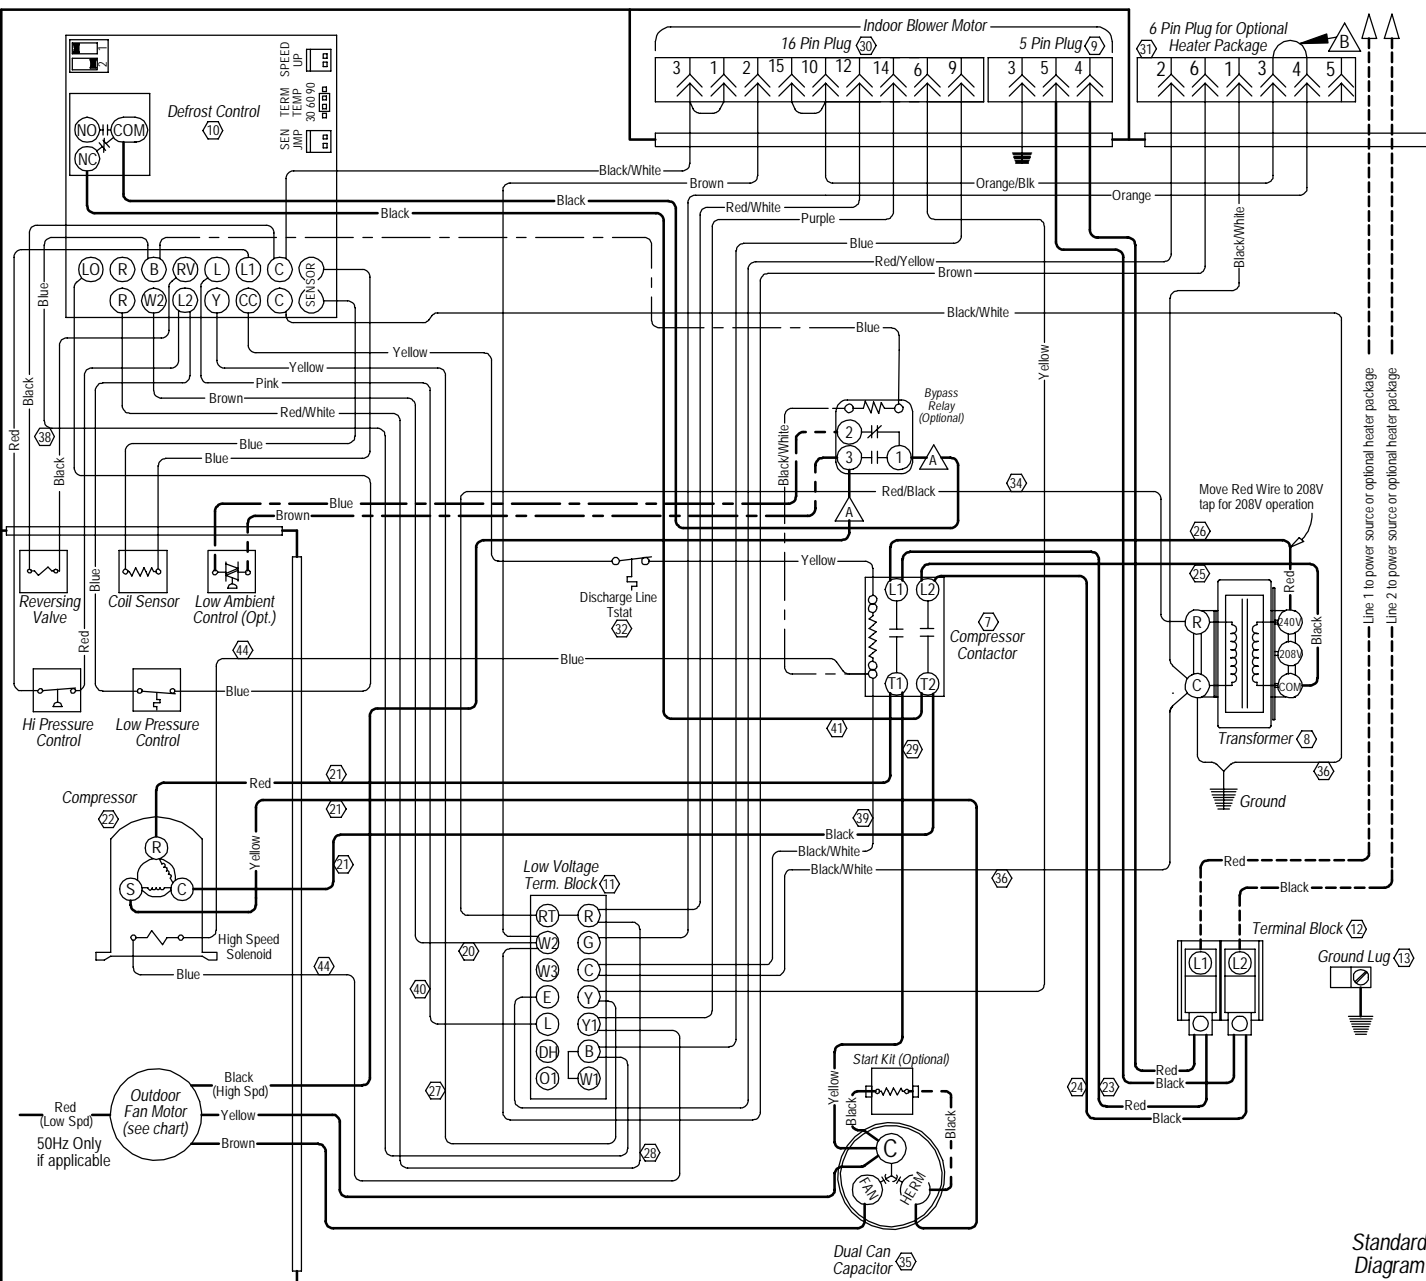 Indoor Blower Motor
16 Pin Plug 30
5 Pin Plug 9
6 Pin Plug for Optional
Heater Package
31
B
3 1 2 15 10 12 14 6 9
3 5 4
2 6 1 3 4 5
1
2
SPEED
UP
TERM
TEMP
30 60 90
SEN
JMP
Defrost Control
10
NO
COM
NC
Black/White
Brown
Orange/Blk
Orange
Black
Black
Red/White
Purple
Blue
Red/Yellow
Brown
Black/White
LO R B RV L L1 C
SENSOR
R W2 L2 Y CC C
Blue
Black/White
Blue
Yellow
Yellow
Yellow
Pink
Brown
Red/White
Blue
Blue
Black
Red
38
Black
Bypass
Relay
(Optional)
2
3
1
A
A
Black/White
Red/Black
34
Blue
Brown
Move Red Wire to 208V
tap for 208V operation
Line 1 to power source or optional heater package
Line 2 to power source or optional heater package
26
25
Red
Black
Yellow
Discharge Line
Tstat
32
Reversing
Valve
Coil Sensor
Low Ambient
Control (Opt.)
Blue
Red
L1 L2
T1 T2
7
Compressor
Contactor
R
C
240V
208V
COM
Transformer 8
44
Blue
Blue
Hi Pressure
Control
Low Pressure
Control
41
29
36
Ground
Red
21
21
21
Compressor
22
Yellow
R
S
C
39
Black
Black/White
Black/White
36
Low Voltage
Term. Block 11
RT R
W2 G
W3 C
E Y
L Y1
DH B
O1 W1
20
40
27
28
High Speed
Solenoid
Blue
44
Red
Black
Terminal Block 12
L1 L2
Ground Lug 13
Red
Black
Red
Black
24
23
Start Kit (Optional)
Yellow
Black
Black
C
FAN
HERM
Dual Can
Capacitor 35
Outdoor
Fan Motor
(see chart)
Black
(High Spd)
Red
(Low Spd)
Yellow
Brown
50Hz Only
if applicable
Standard
Diagram